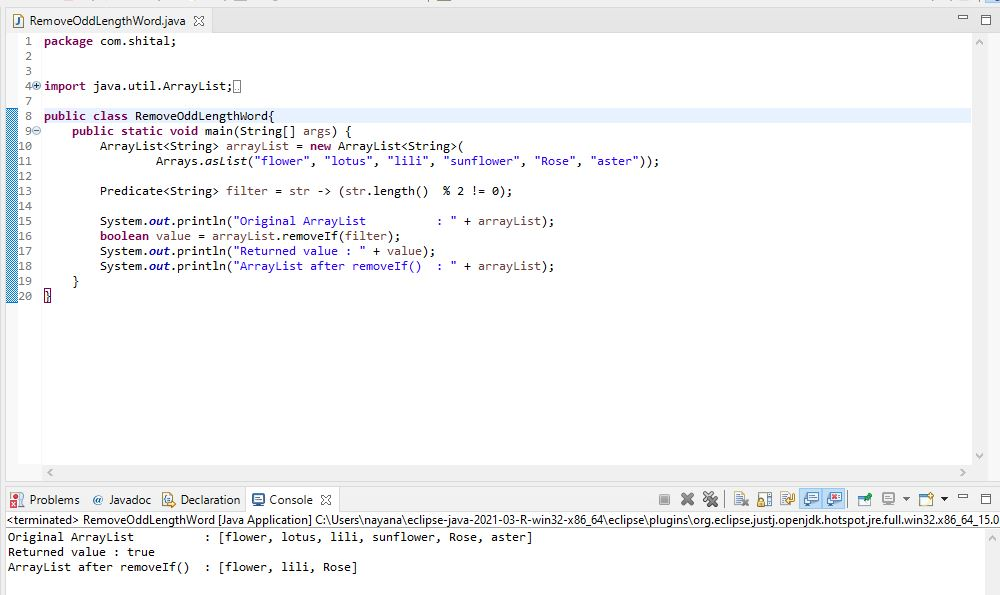 RemoveOddLengthWord.java
1 package com.shital;
2
3
4 import java.util.ArrayList;
7
8 public class RemoveOddLengthWord{
9     public static void main(String[] args) {
10         ArrayList<String> arrayList = new ArrayList<String>(
11                 Arrays.asList("flower", "lotus", "lili", "sunflower", "Rose", "aster"));
12
13         Predicate<String> filter = str -> (str.length()  % 2 != 0);
14
15         System.out.println("Original ArrayList          : " + arrayList);
16         boolean value = arrayList.removeIf(filter);
17         System.out.println("Returned value : " + value);
18         System.out.println("ArrayList after removeIf()  : " + arrayList);
19     }
20 }
Problems @ Javadoc Declaration Console
<terminated> RemoveOddLengthWord [Java Application] C:\Users\nayana\eclipse-java-2021-03-R-win32-x86_64\eclipse\plugins\org.eclipse.justj.openjdk.hotspot.jre.full.win32.x86_64_15.0
Original ArrayList          : [flower, lotus, lili, sunflower, Rose, aster]
Returned value : true
ArrayList after removeIf()  : [flower, lili, Rose]